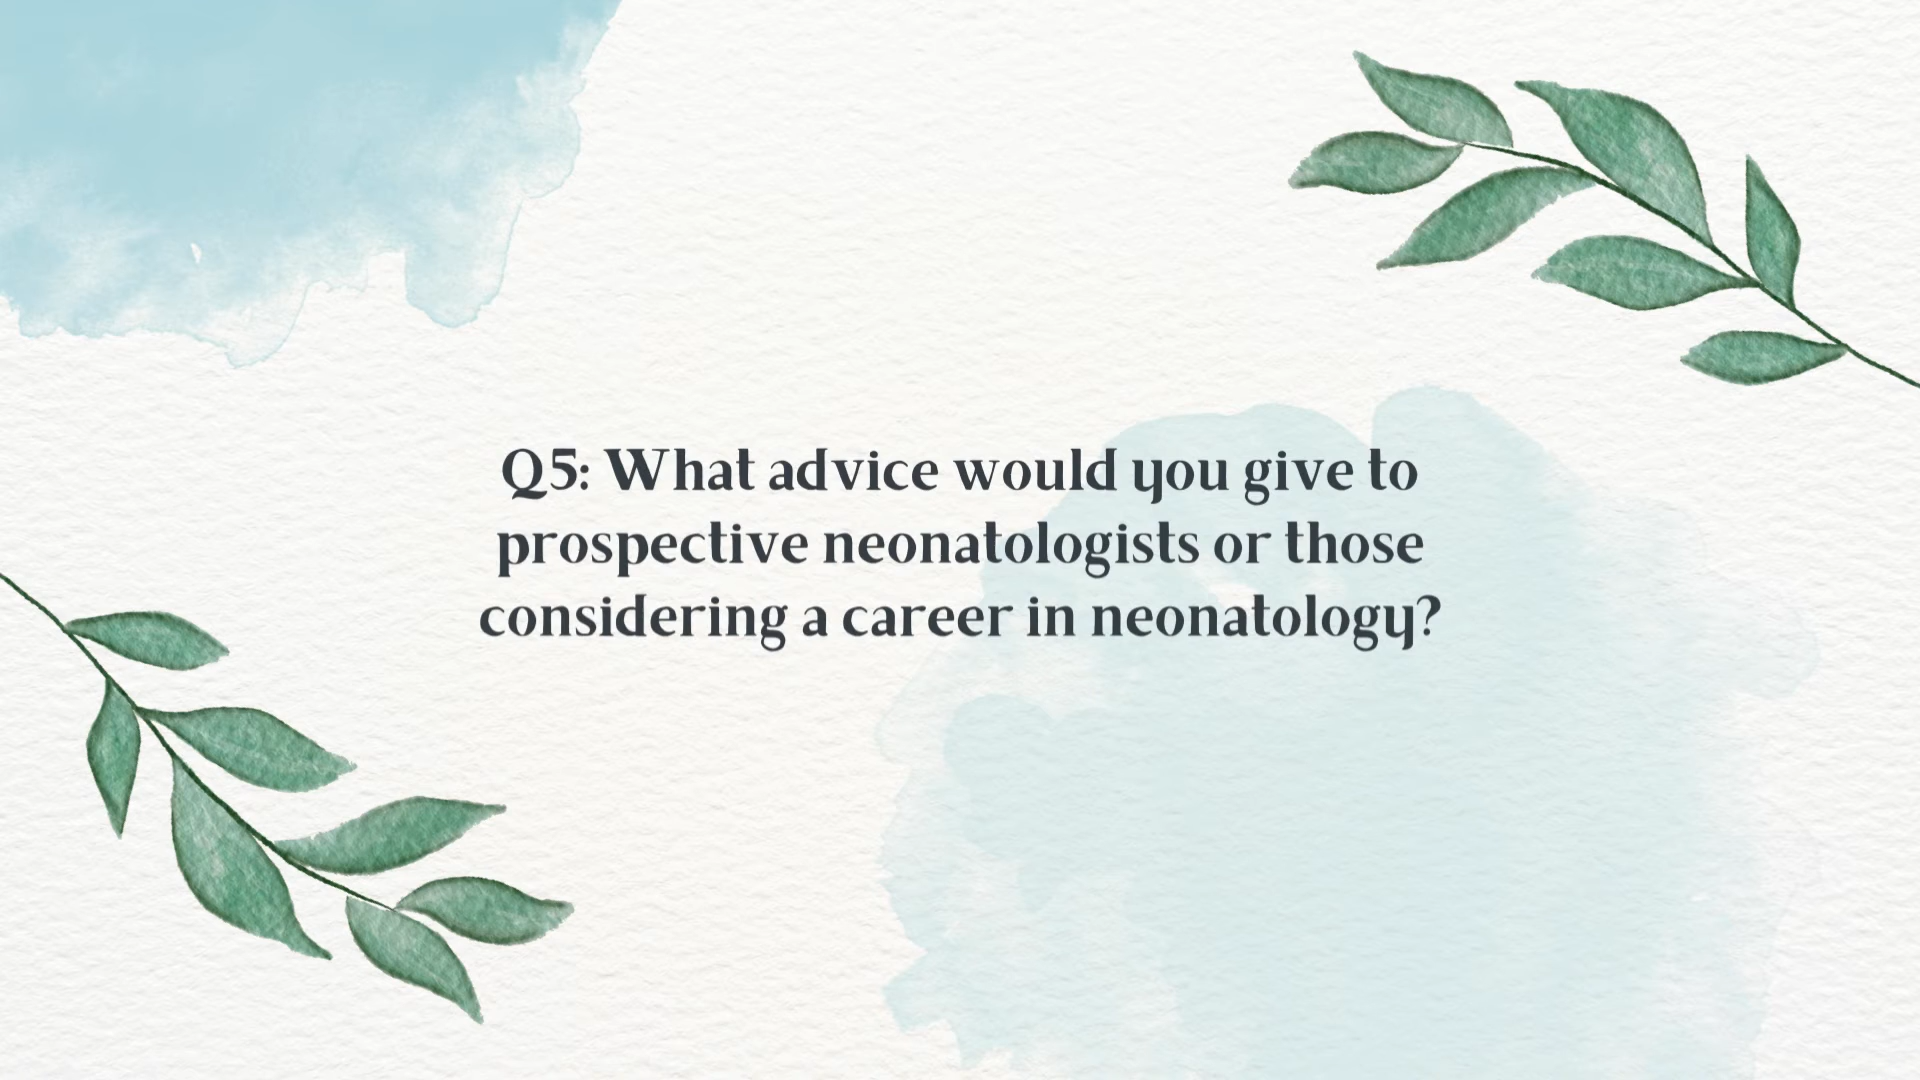 Q5: What advice would you give to
prospective neonatologists or those
considering a career in neonatology?